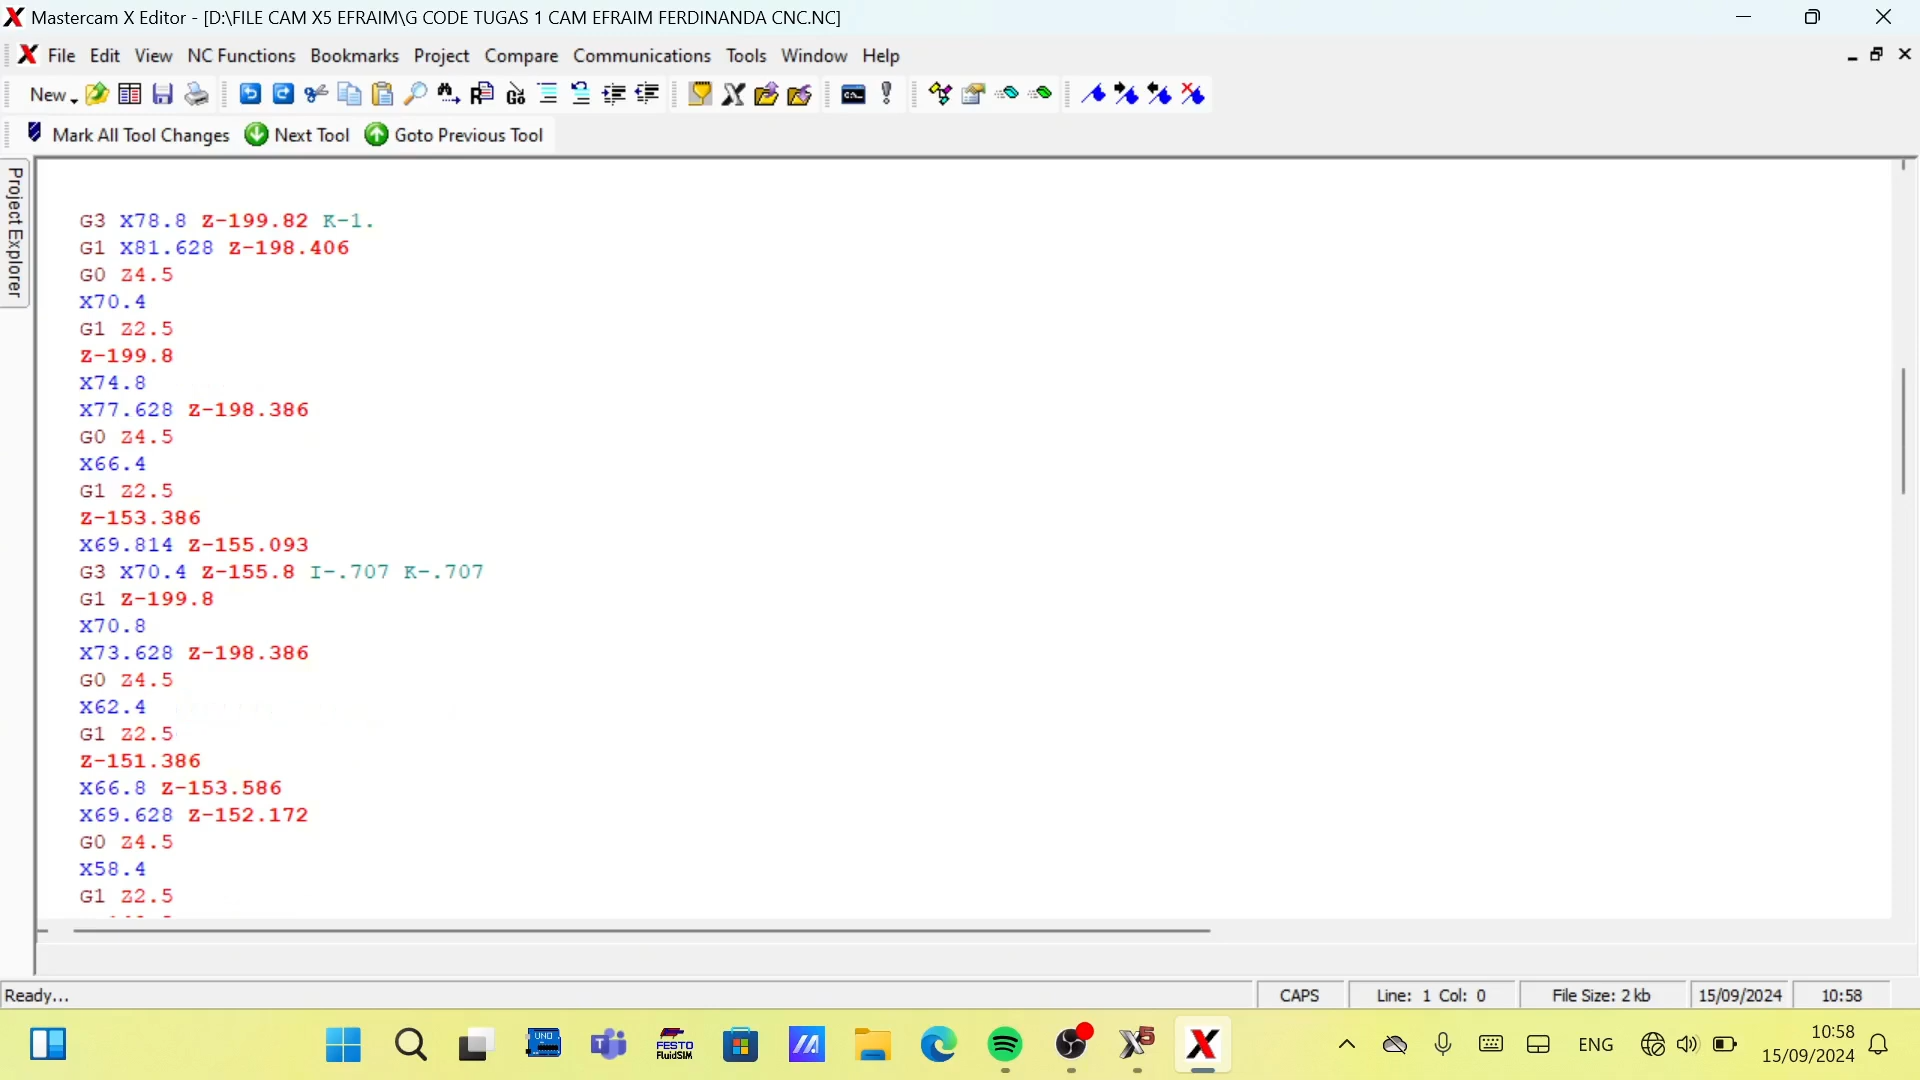 Mastercam X Editor - [D:\FILE CAM X5 EFRAIM\G CODE TUGAS 1 CAM EFRAIM FERDINANDA CNC.NC]
File Edit View NC Functions Bookmarks Project Compare Communications Tools Window Help
New
Mark All Tool Changes Next Tool Goto Previous Tool
Project Explorer
G3 X78.8 Z-199.82 K-1.
G1 X81.628 Z-198.406
G0 Z4.5
X70.4
G1 Z2.5
Z-199.8
X74.8
X77.628 Z-198.386
G0 Z4.5
X66.4
G1 Z2.5
Z-153.386
X69.814 Z-155.093
G3 X70.4 Z-155.8 I-.707 K-.707
G1 Z-199.8
X70.8
X73.628 Z-198.386
G0 Z4.5
X62.4
G1 Z2.5
Z-151.386
X66.8 Z-153.586
X69.628 Z-152.172
G0 Z4.5
X58.4
G1 Z2.5
Ready... CAPS Line: 1 Col: 0 File Size: 2 kb 15/09/2024 10:58
UNO
FESTO
FluidSIM
ENG
10:58
15/09/2024